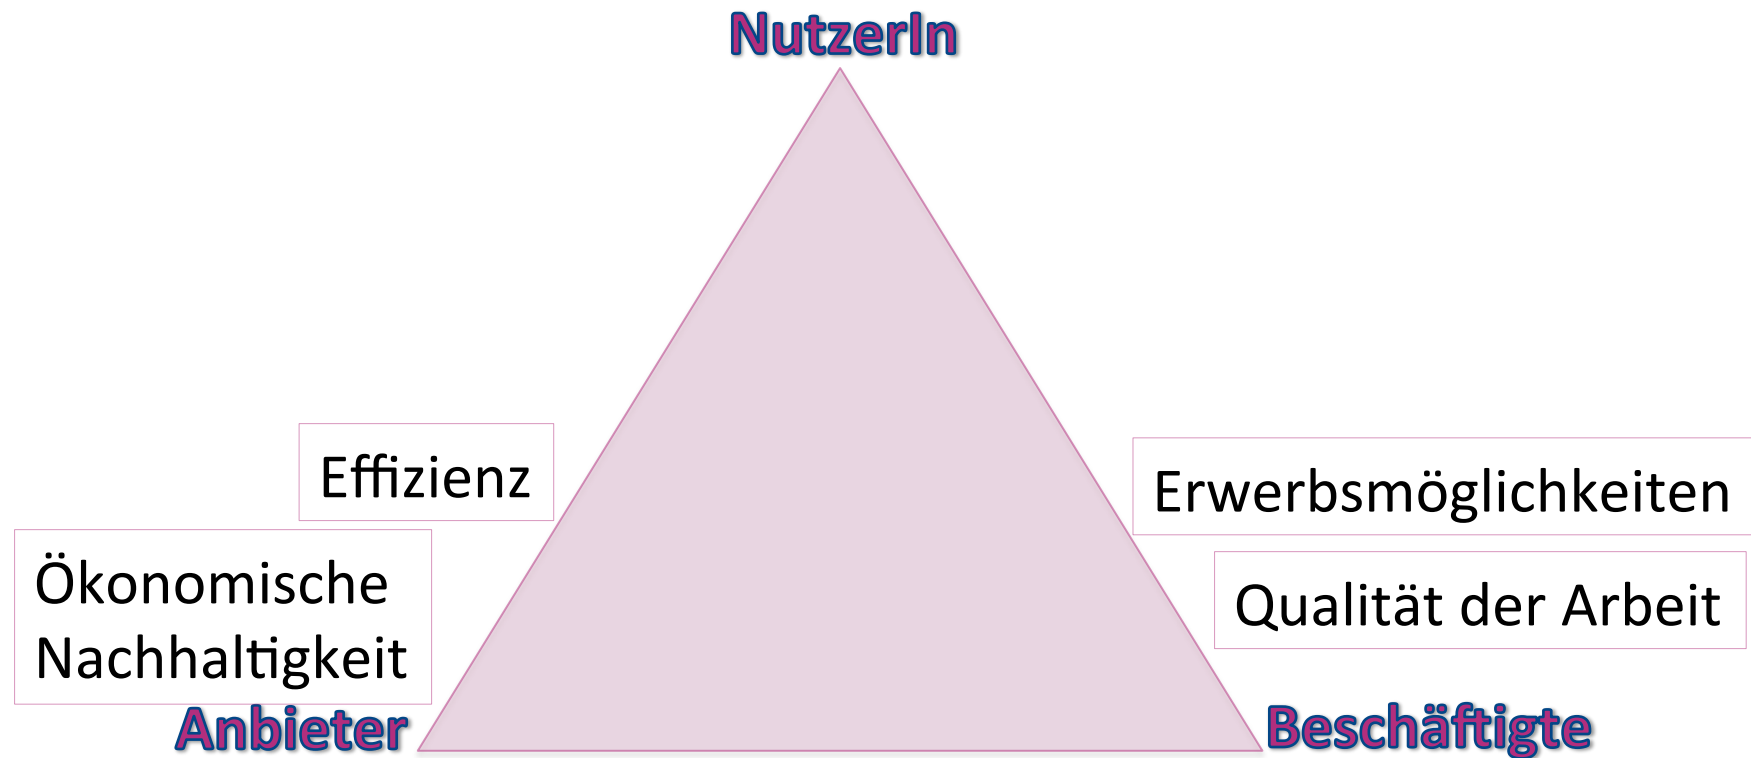 NutzerIn
Effizienz
Erwerbsmöglichkeiten
Ökonomische
Nachhaltigkeit
Qualität der Arbeit
Anbieter
Beschäftigte